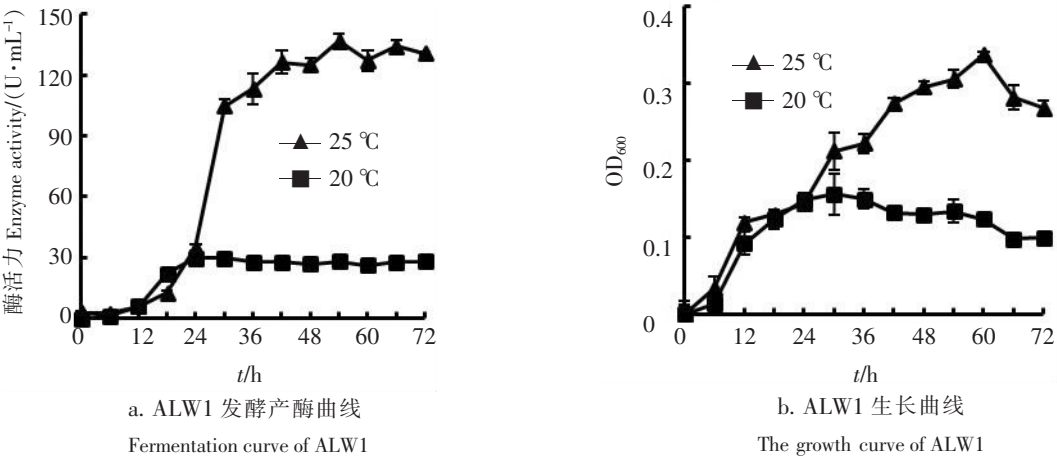 酶活力 Enzyme activity/(U·mL⁻¹)
150
120
90
60
30
0
25 ℃
20 ℃
0 12 24 36 48 60 72
t/h
a. ALW1 发酵产酶曲线
Fermentation curve of ALW1
OD₆₀₀
0.4
0.3
0.2
0.1
0
25 ℃
20 ℃
0 12 24 36 48 60 72
t/h
b. ALW1 生长曲线
The growth curve of ALW1